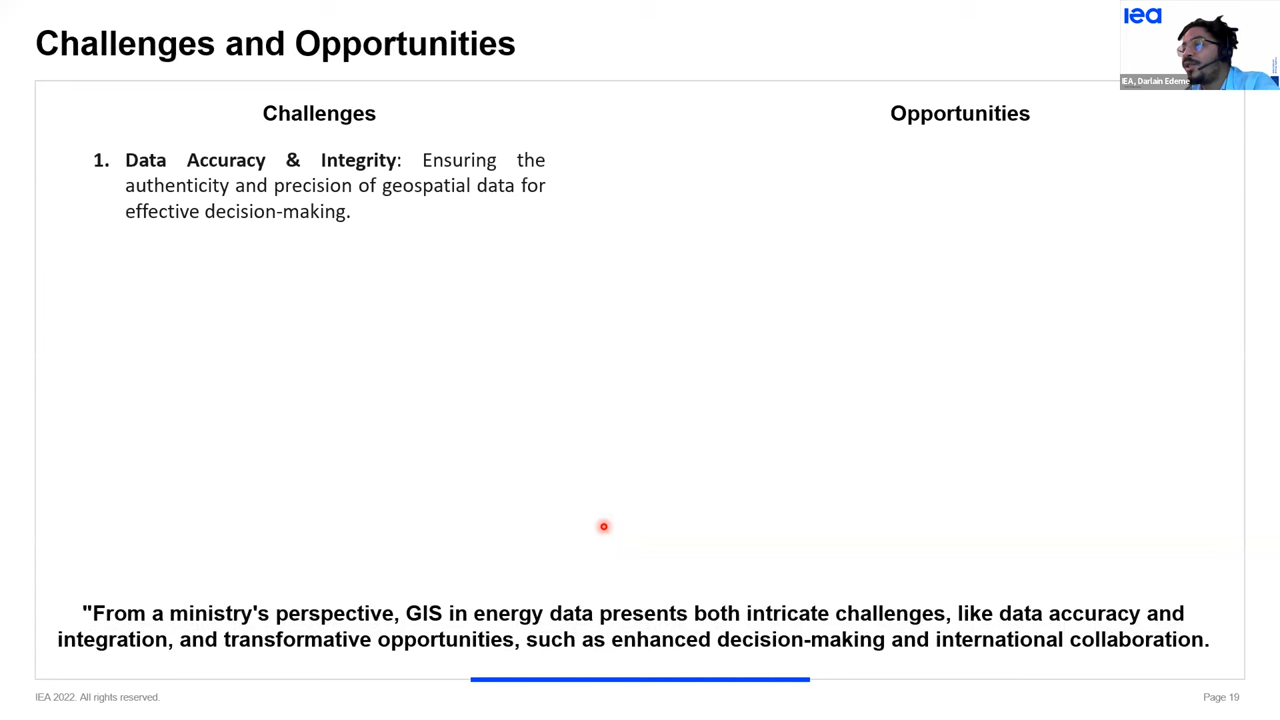 Challenges and Opportunities
iea
IEA, Darlain Edeme
Challenges
Opportunities
1. Data Accuracy & Integrity: Ensuring the
authenticity and precision of geospatial data for
effective decision-making.
"From a ministry's perspective, GIS in energy data presents both intricate challenges, like data accuracy and
integration, and transformative opportunities, such as enhanced decision-making and international collaboration.
IEA 2022. All rights reserved.
Page 19